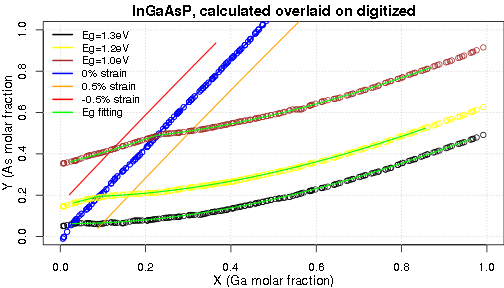 InGaAsP, calculated overlaid on digitized
Eg=1.3eV
Eg=1.2eV
Eg=1.0eV
0% strain
0.5% strain
-0.5% strain
Eg fitting
Y (As molar fraction)
1.0
0.8
0.6
0.4
0.2
0.0
0.0 0.2 0.4 0.6 0.8 1.0
X (Ga molar fraction)